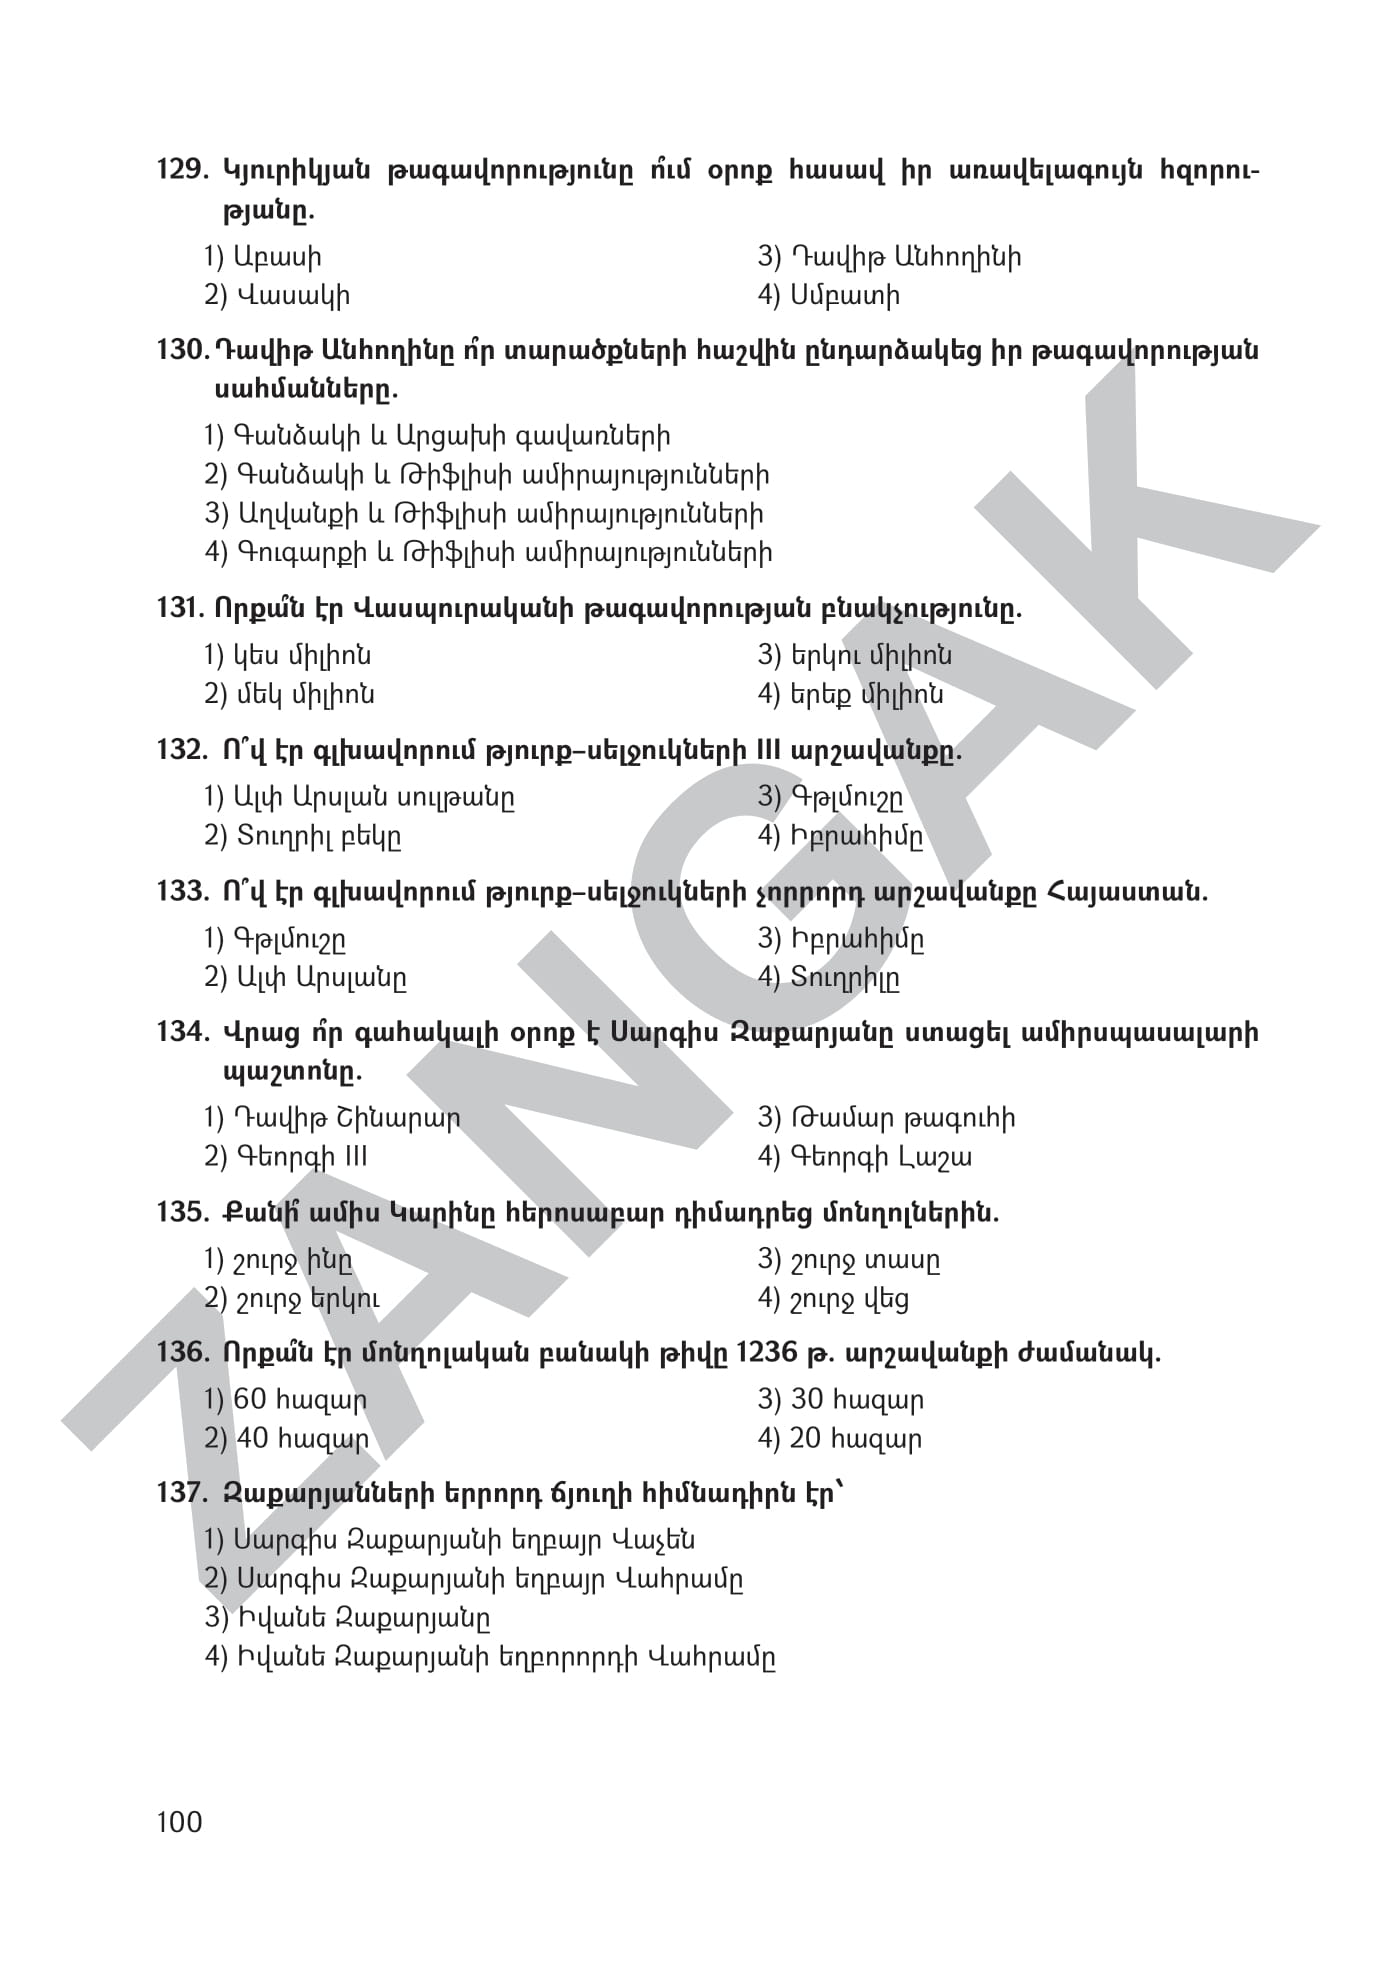 129. Կյուրիկյան թագավորությունը ո՞ւմ օրոք հասավ իր առավելագույն հզորու-
թյանը.
1) Աբասի
3) Դավիթ Անհողինի
2) Վասակի
4) Սմբատի
130. Դավիթ Անհողինը ո՞ր տարածքների հաշվին ընդարձակեց իր թագավորության
սահմանները.
1) Գանձակի և Արցախի գավառների
2) Գանձակի և Թիֆլիսի ամիրայությունների
3) Աղվանքի և Թիֆլիսի ամիրայությունների
4) Գուգարքի և Թիֆլիսի ամիրայությունների
131. Որքա՞ն էր Վասպուրականի թագավորության բնակչությունը.
1) կես միլիոն
3) երկու միլիոն
2) մեկ միլիոն
4) երեք միլիոն
132. Ո՞վ էր գլխավորում թյուրք–սելջուկների III արշավանքը.
1) Ալփ Արսլան սուլթանը
3) Գթլմուշը
2) Տուղրիլ բեկը
4) Իբրահիմը
133. Ո՞վ էր գլխավորում թյուրք–սելջուկների չորրորդ արշավանքը Հայաստան.
1) Գթլմուշը
3) Իբրահիմը
2) Ալփ Արսլանը
4) Տուղրիլը
134. Վրաց ո՞ր գահակալի օրոք է Սարգիս Զաքարյանը ստացել ամիրսպասալարի
պաշտոնը.
1) Դավիթ Շինարար
3) Թամար թագուհի
2) Գեորգի III
4) Գեորգի Լաշա
135. Քանի՞ ամիս Կարինը հերոսաբար դիմադրեց մոնղոլներին.
1) շուրջ ինը
3) շուրջ տասը
2) շուրջ երկու
4) շուրջ վեց
136. Որքա՞ն էր մոնղոլական բանակի թիվը 1236 թ. արշավանքի ժամանակ.
1) 60 հազար
3) 30 հազար
2) 40 հազար
4) 20 հազար
137. Զաքարյանների երրորդ ճյուղի հիմնադիրն էր՝
1) Սարգիս Զաքարյանի եղբայր Վաչեն
2) Սարգիս Զաքարյանի եղբայր Վահրամը
3) Իվանե Զաքարյանը
4) Իվանե Զաքարյանի եղբորորդի Վահրամը
100
ZANGAK